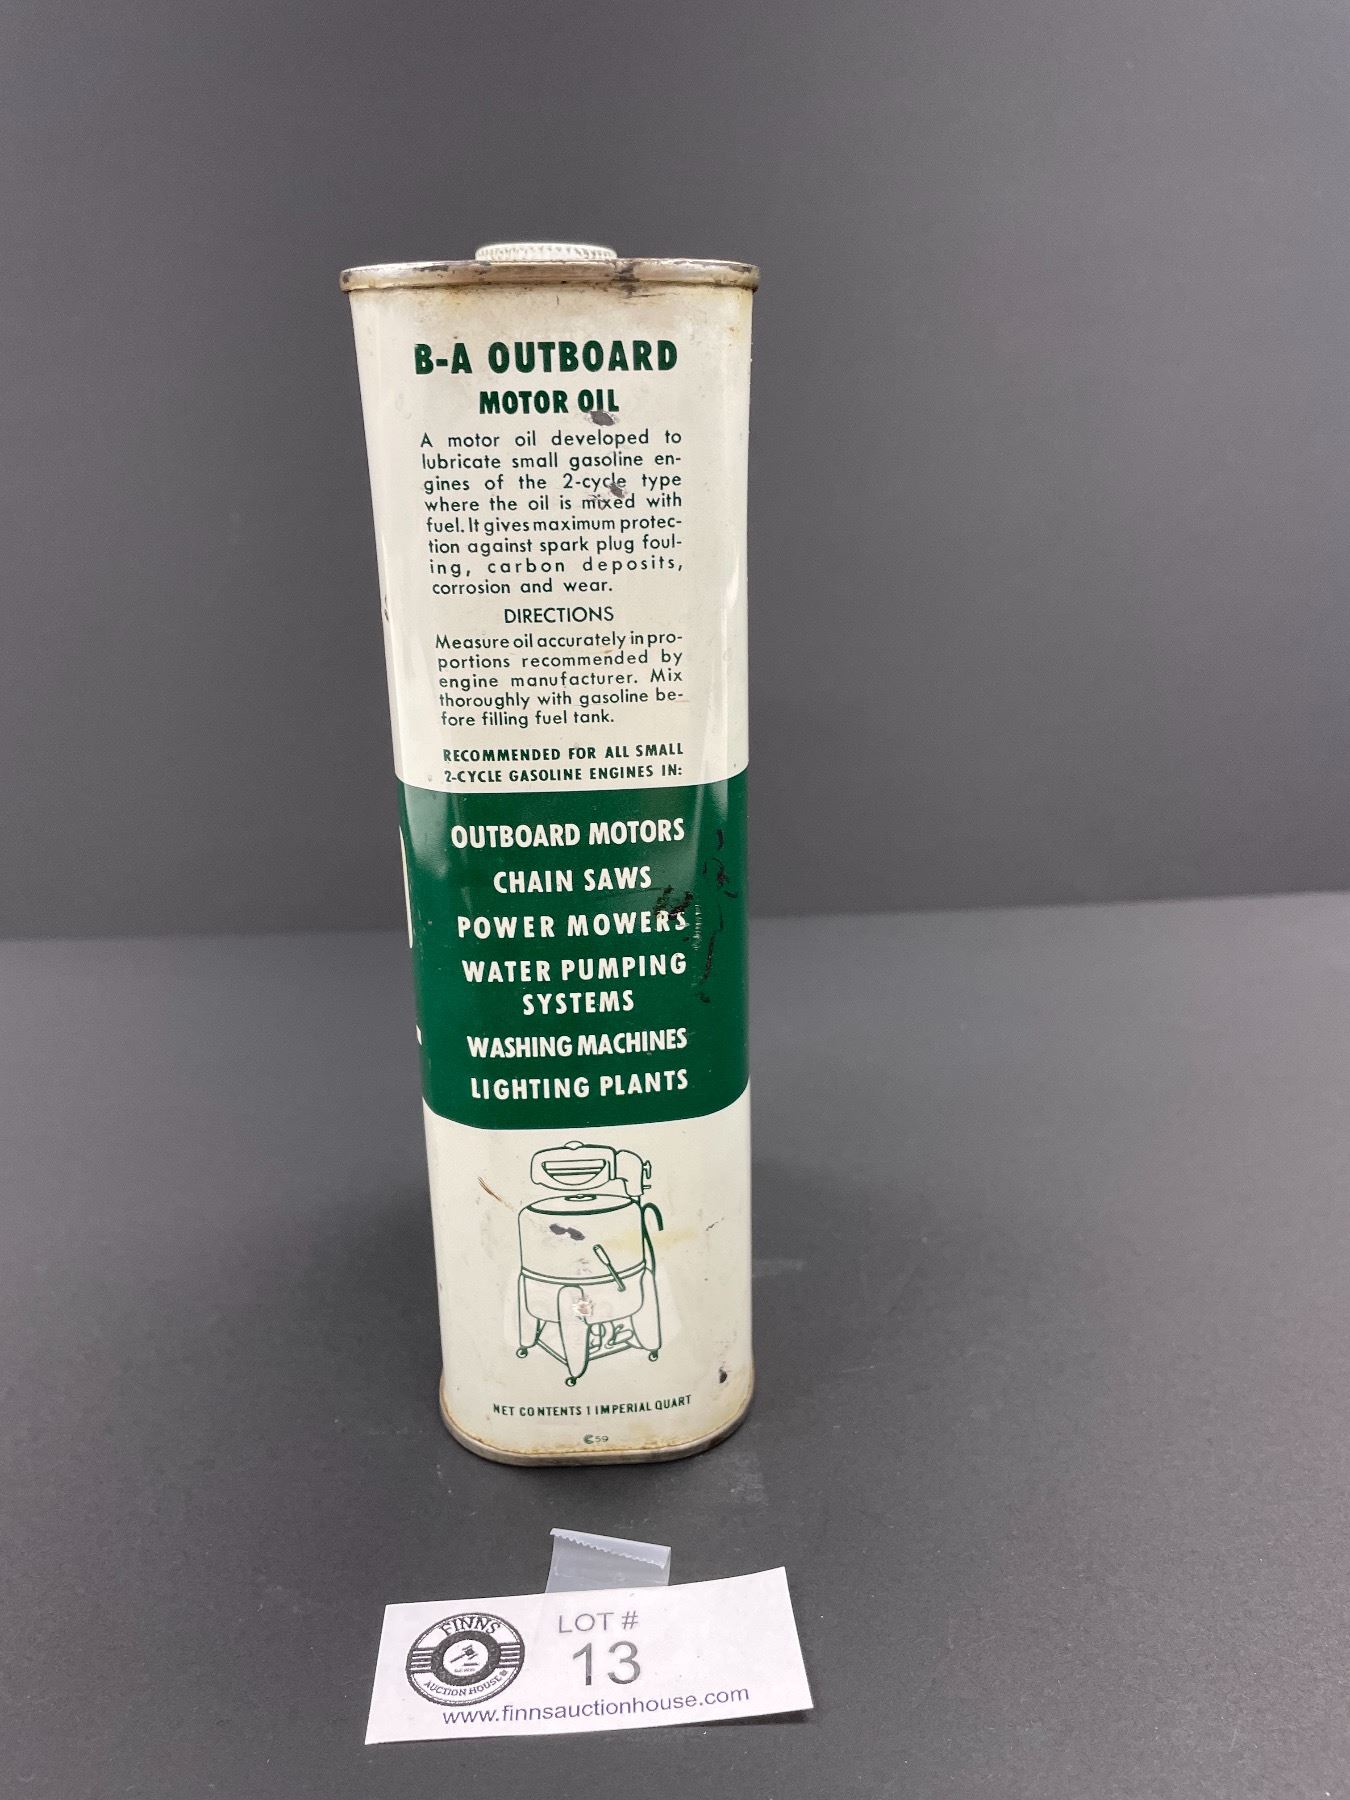 B-A OUTBOARD
MOTOR OIL
A motor oil developed to
lubricate small gasoline en-
gines of the 2-cycle type
where the oil is mixed with
fuel. It gives maximum protec-
tion against spark plug foul-
ing, carbon deposits,
corrosion and wear.
DIRECTIONS
Measure oil accurately in pro-
portions recommended by
engine manufacturer. Mix
thoroughly with gasoline be-
fore filling fuel tank.
RECOMMENDED FOR ALL SMALL
2-CYCLE GASOLINE ENGINES IN:
OUTBOARD MOTORS
CHAIN SAWS
POWER MOWERS
WATER PUMPING
SYSTEMS
WASHING MACHINES
LIGHTING PLANTS
NET CONTENTS 1 IMPERIAL QUART
59
FINNS
AUCTION HOUSE
LOT #
13
www.finnsauctionhouse.com